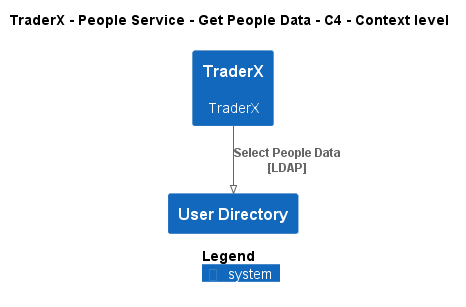 TraderX - People Service - Get People Data - C4 - Context level
TraderX
TraderX
Select People Data
[LDAP]
User Directory
Legend
system